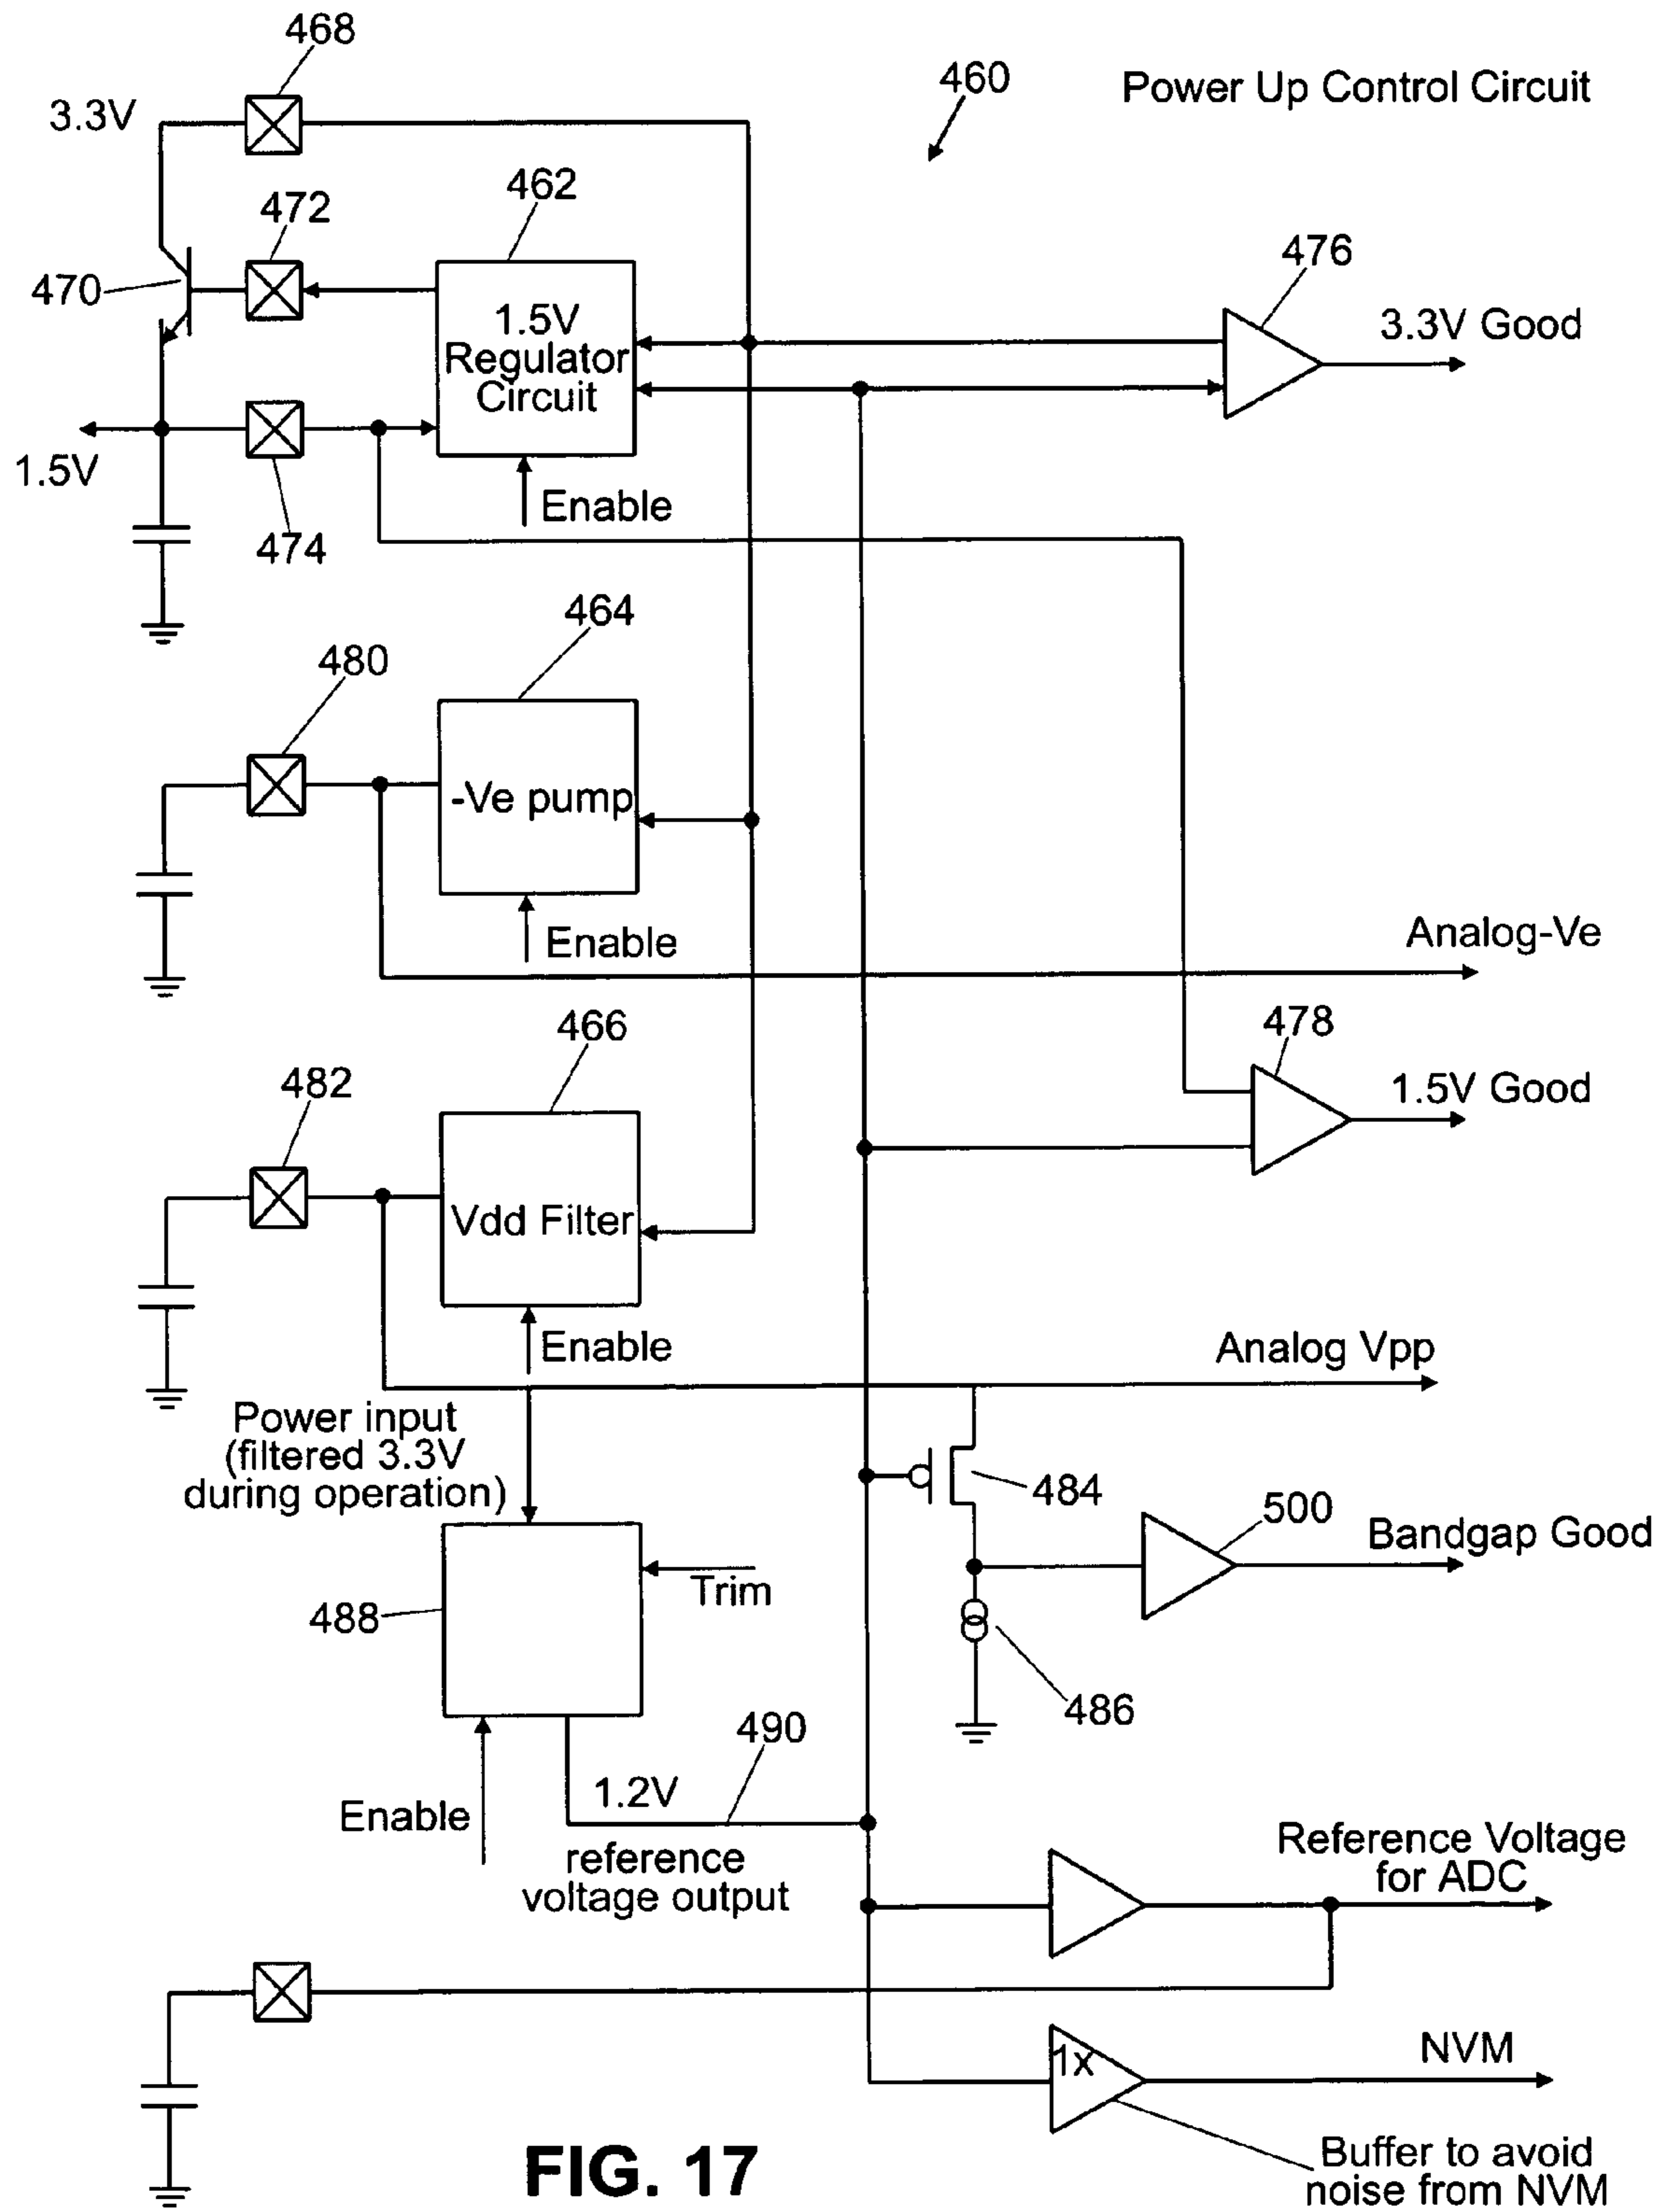 468
460
Power Up Control Circuit
3.3V
462
472
476
470
1.5V
Regulator
Circuit
3.3V Good
1.5V
Enable
474
464
480
-Ve pump
Enable
Analog-Ve
466
478
482
1.5V Good
Vdd Filter
Enable
Analog Vpp
Power input
(filtered 3.3V
during operation)
484
500
Bandgap Good
Trim
488
486
490
1.2V
Enable
reference
voltage output
Reference Voltage
for ADC
1x
NVM
Buffer to avoid
noise from NVM
FIG. 17